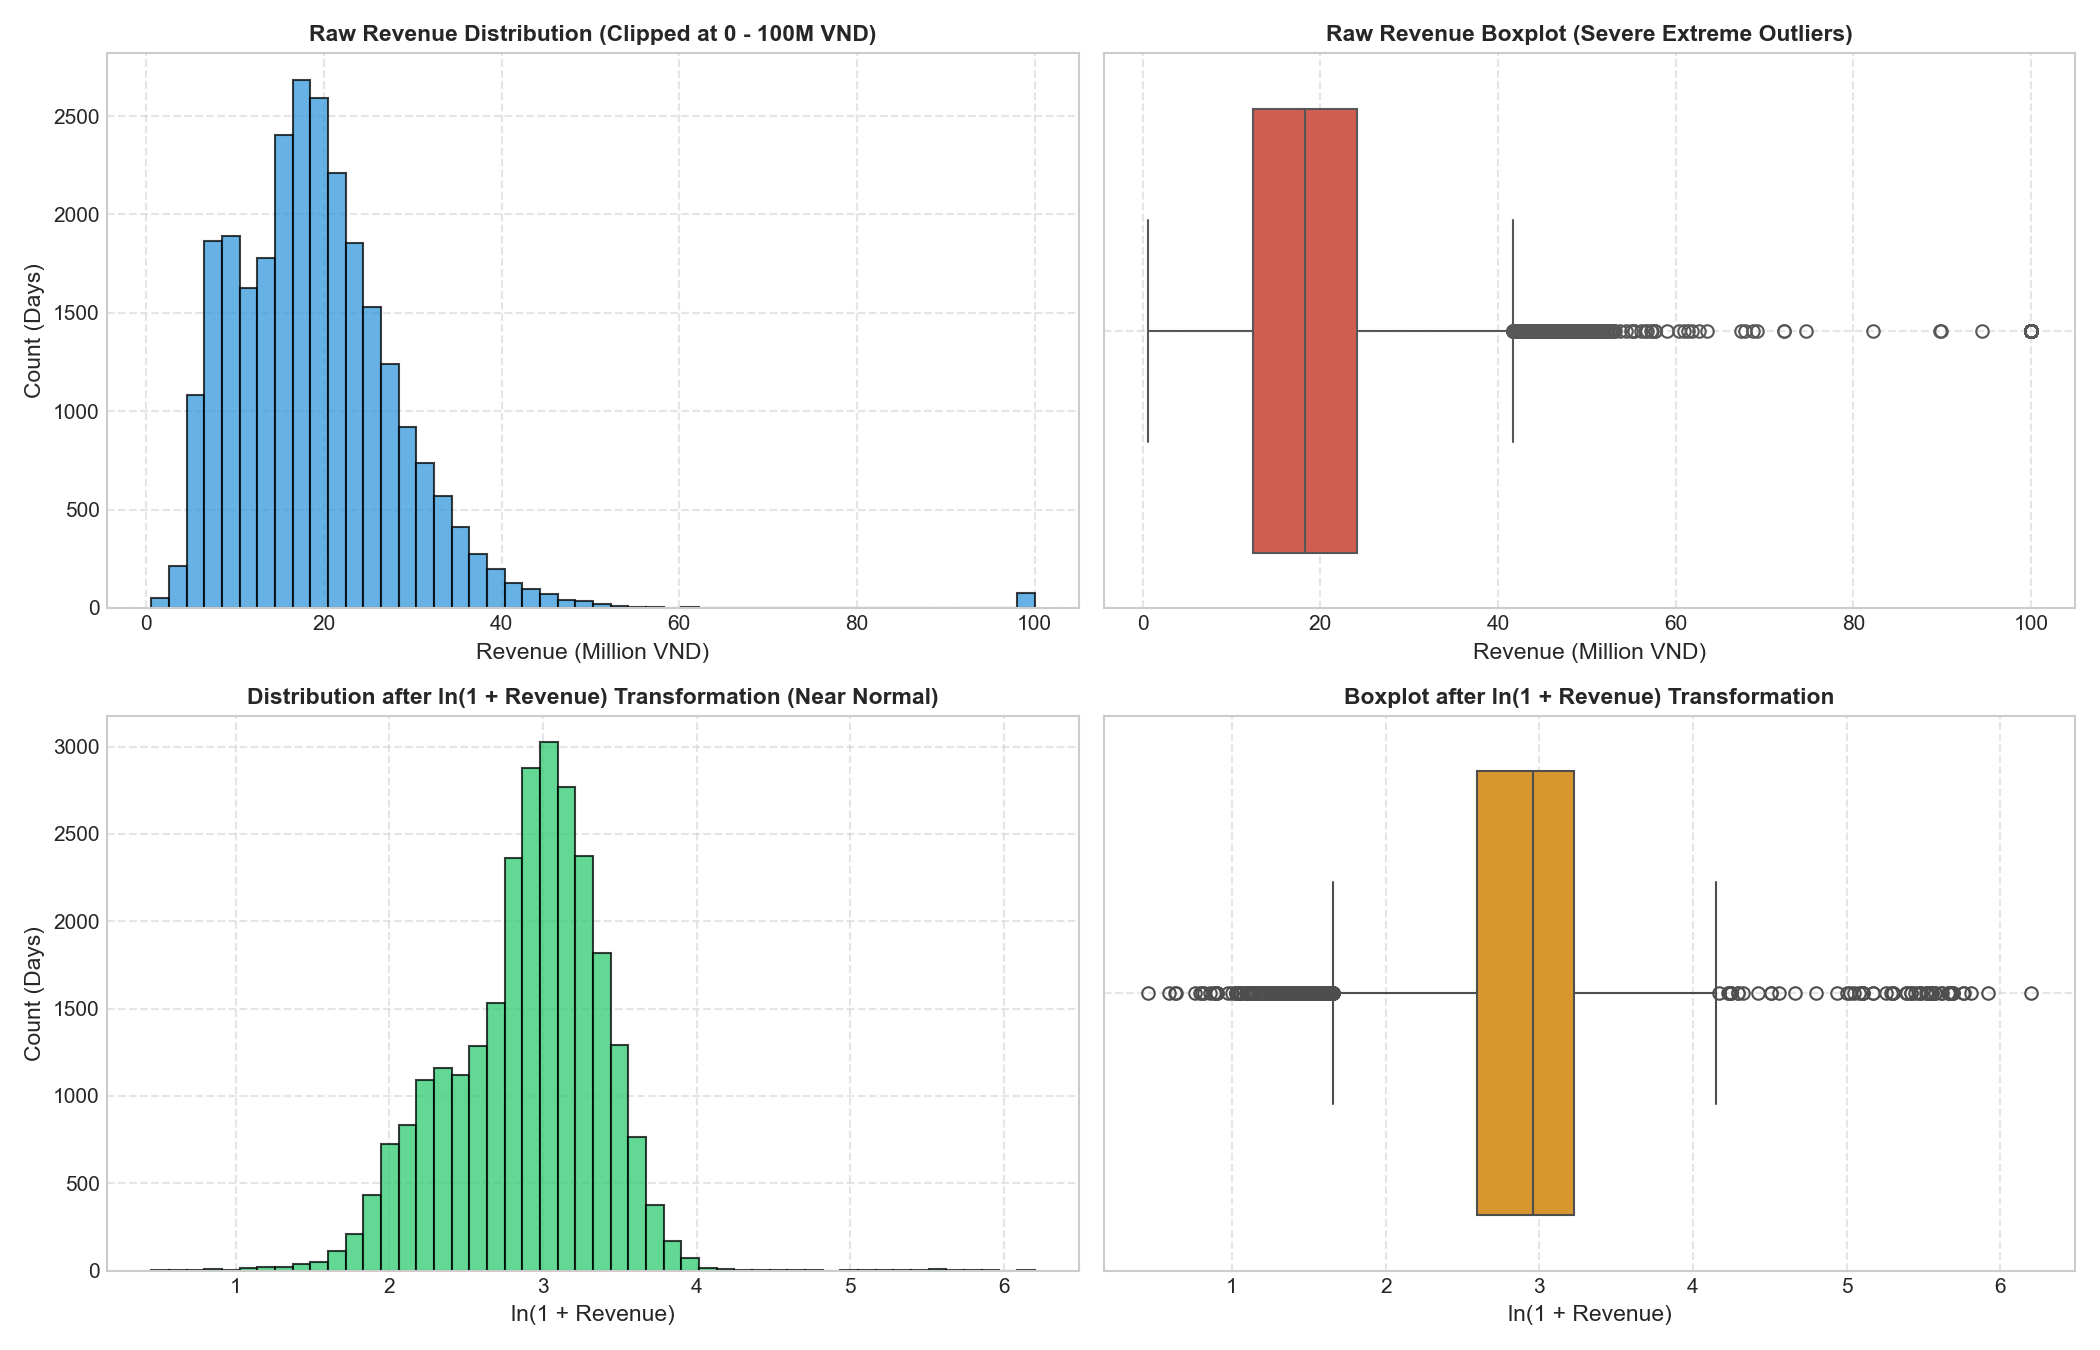 Raw Revenue Distribution (Clipped at 0 - 100M VND)
Count (Days)
2500
2000
1500
1000
500
0
0 20 40 60 80 100
Revenue (Million VND)
Raw Revenue Boxplot (Severe Extreme Outliers)
0 20 40 60 80 100
Revenue (Million VND)
Distribution after ln(1 + Revenue) Transformation (Near Normal)
Count (Days)
3000
2500
2000
1500
1000
500
0
1 2 3 4 5 6
ln(1 + Revenue)
Boxplot after ln(1 + Revenue) Transformation
1 2 3 4 5 6
ln(1 + Revenue)